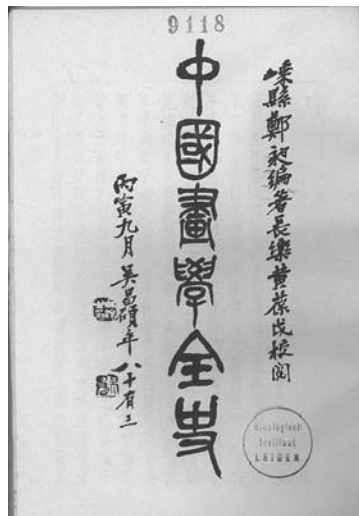 9118
嵊縣鄭昶編著長樂黃葆戉校閱
中國畫學全史
丙寅九月吳昌碩年八十有三
Sinologisch
Instituut
LEIDEN